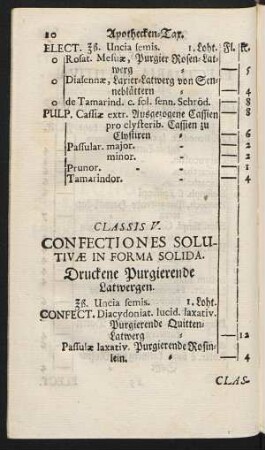 20 Apothecken-Tax.
ELECT. ℥ß. Uncia semis. 1. Loht. Fl. K.
o Rosat. Mesuæ, Purgier Rosen-Lat-
werg 5
o Diasennæ, Laxier-Latwerg von Sen-
neblättern 4
o de Tamarind. c. fol. senn. Schröd. 8
PULP. Cassiæ extr. Ausgezogene Cassien 8
pro clysterib. Cassien zu
Clystiren 6
Passular. major. 2
minor. 2
Prunor. 1
Tamarindor. 4
CLASSIS V.
CONFECTIONES SOLU-
TIVÆ IN FORMA SOLIDA.
Druckene Purgierende
Latwergen.
℥ß. Uncia semis. 1. Loht.
CONFECT. Diacydoniat. lucid. laxativ.
Purgierende Quitten-
Latwerg 12
Passulæ laxativ. Purgierende Rosin-
lein. 4
CLAS-